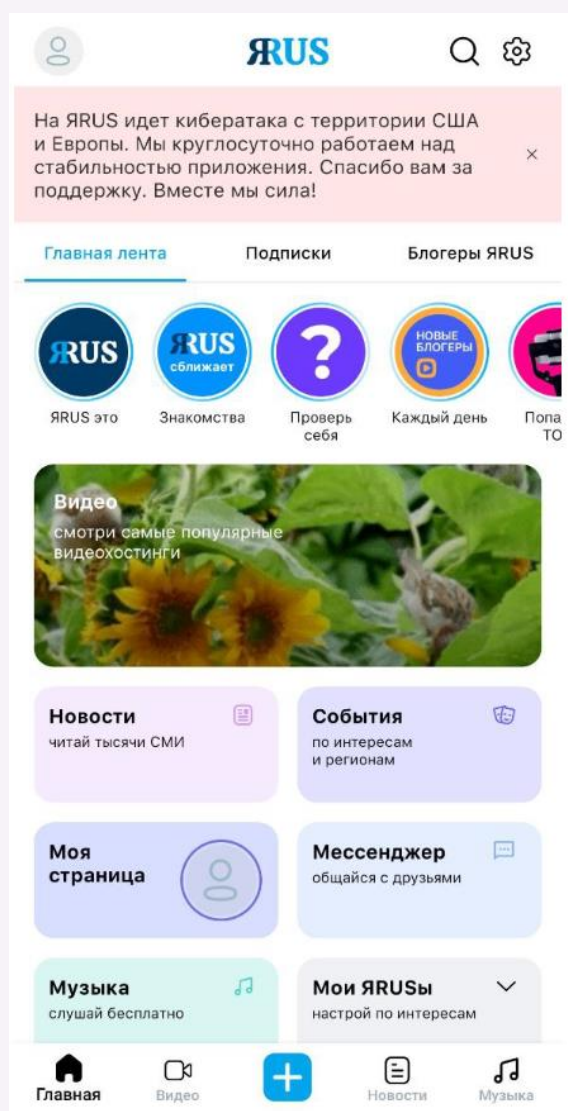 ЯRUS
На ЯRUS идет кибератака с территории США
и Европы. Мы круглосуточно работаем над
стабильностью приложения. Спасибо вам за
поддержку. Вместе мы сила!
Главная лента
Подписки
Блогеры ЯRUS
ЯRUS
ЯRUS
сближает
?
НОВЫЕ
БЛОГЕРЫ
ЯRUS это
Знакомства
Проверь
себя
Каждый день
Попа
ТО
Видео
смотри самые популярные
видеохостинги
Новости
читай тысячи СМИ
События
по интересам
и регионам
Моя
страница
Мессенджер
общайся с друзьями
Музыка
слушай бесплатно
Мои ЯRUSы
настрой по интересам
Главная
Видео
Новости
Музыка